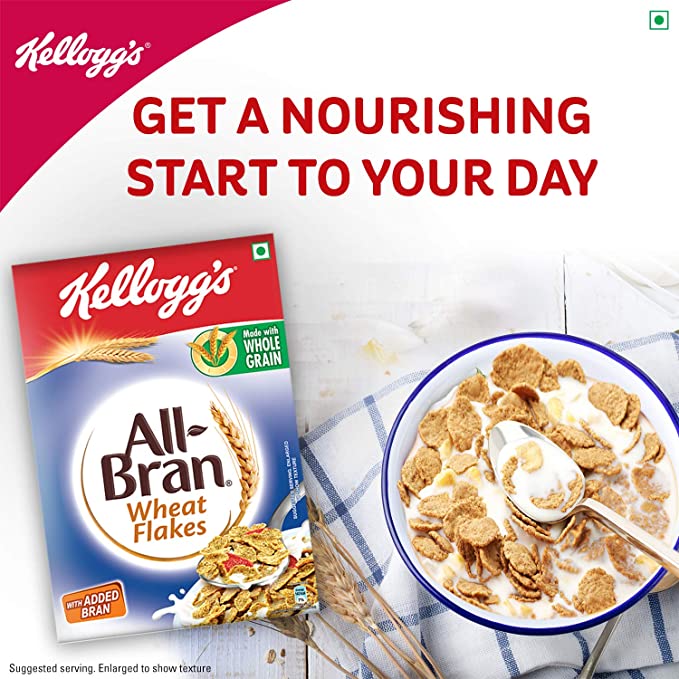 Kellogg's®
GET A NOURISHING
START TO YOUR DAY
Kellogg's®
Made with
WHOLE
GRAIN
All-
Bran®
Wheat
Flakes
WITH ADDED
BRAN
Suggested serving. Enlarged to show texture